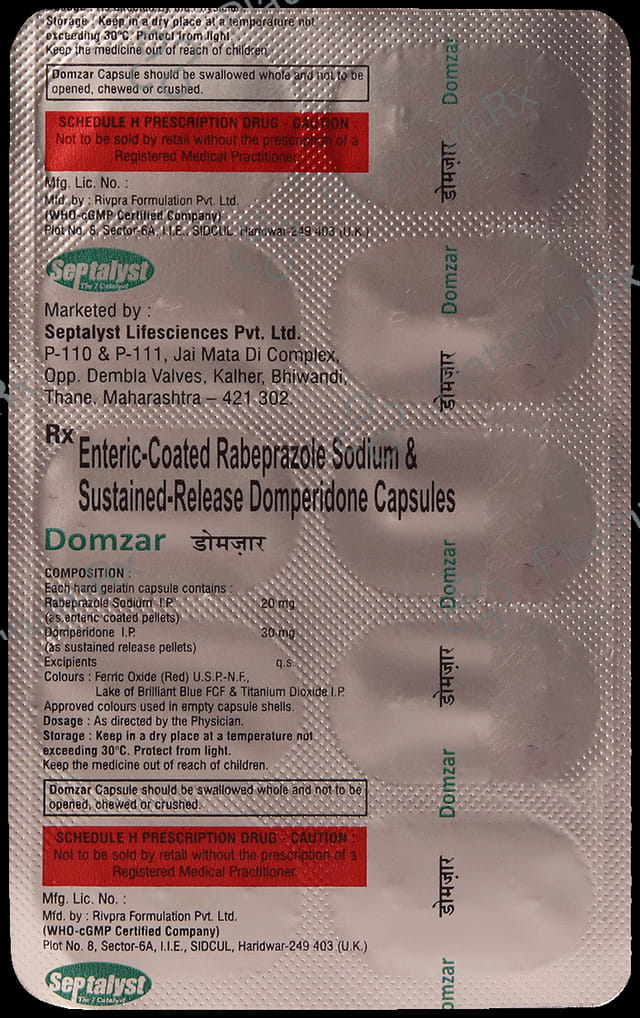 Storage : Keep in a dry place at a temperature not
exceeding 30°C. Protect from light.
Keep the medicine out of reach of children.
Domzar Capsule should be swallowed whole and not to be
opened, chewed or crushed.
SCHEDULE H PRESCRIPTION DRUG - CAUTION :
Not to be sold by retail without the prescription of a
Registered Medical Practitioner.
Mfg. Lic. No. :
Mfd. by : Rivpra Formulation Pvt. Ltd.
(WHO-cGMP Certified Company)
Plot No. 8, Sector-6A, I.I.E., SIDCUL, Haridwar-249 403 (U.K.)
Septalyst
The 7 Catalyst
Marketed by :
Septalyst Lifesciences Pvt. Ltd.
P-110 & P-111, Jai Mata Di Complex,
Opp. Dembla Valves, Kalher, Bhiwandi,
Thane, Maharashtra – 421 302.
Rx
Enteric-Coated Rabeprazole Sodium &
Sustained-Release Domperidone Capsules
Domzar डोमज़ार
COMPOSITION :
Each hard gelatin capsule contains :
Rabeprazole Sodium I.P. 20 mg
(as enteric coated pellets)
Domperidone I.P. 30 mg
(as sustained release pellets)
Excipients q.s.
Colours : Ferric Oxide (Red) U.S.P.-N.F.,
Lake of Brilliant Blue FCF & Titanium Dioxide I.P.
Approved colours used in empty capsule shells.
Dosage : As directed by the Physician.
Storage : Keep in a dry place at a temperature not
exceeding 30°C. Protect from light.
Keep the medicine out of reach of children.
Domzar Capsule should be swallowed whole and not to be
opened, chewed or crushed.
SCHEDULE H PRESCRIPTION DRUG - CAUTION :
Not to be sold by retail without the prescription of a
Registered Medical Practitioner.
Mfg. Lic. No. :
Mfd. by : Rivpra Formulation Pvt. Ltd.
(WHO-cGMP Certified Company)
Plot No. 8, Sector-6A, I.I.E., SIDCUL, Haridwar-249 403 (U.K.)
Septalyst
The 7 Catalyst
Domzar
डोमज़ार
Domzar
डोमज़ार
Domzar
डोमज़ार
Domzar
डोमज़ार
omzar
PlatinumRx
PlatinumRx